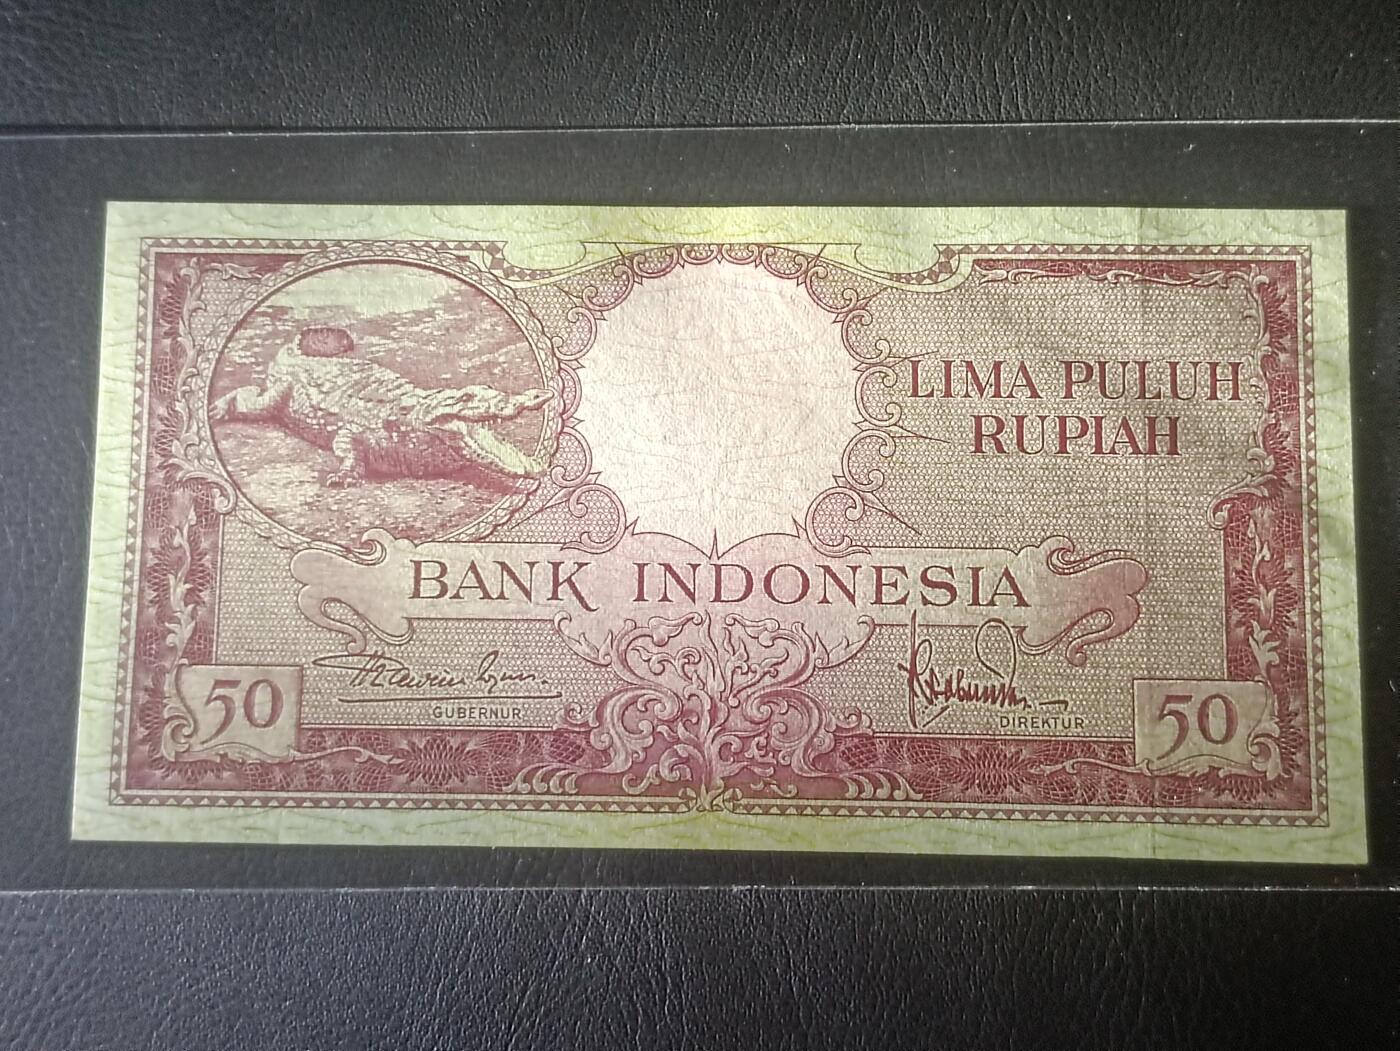 LIMA PULUH
RUPIAH
BANK INDONESIA
GUBERNUR
DIREKTUR
50
50